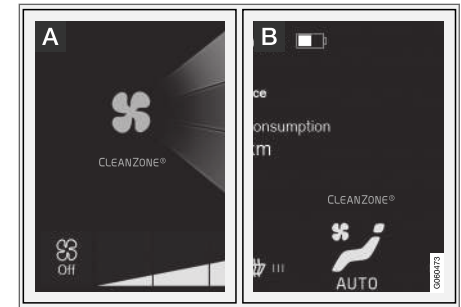 A
CLEANZONE®
Off
B
ce
onsumption
km
CLEANZONE®
AUTO
G060473